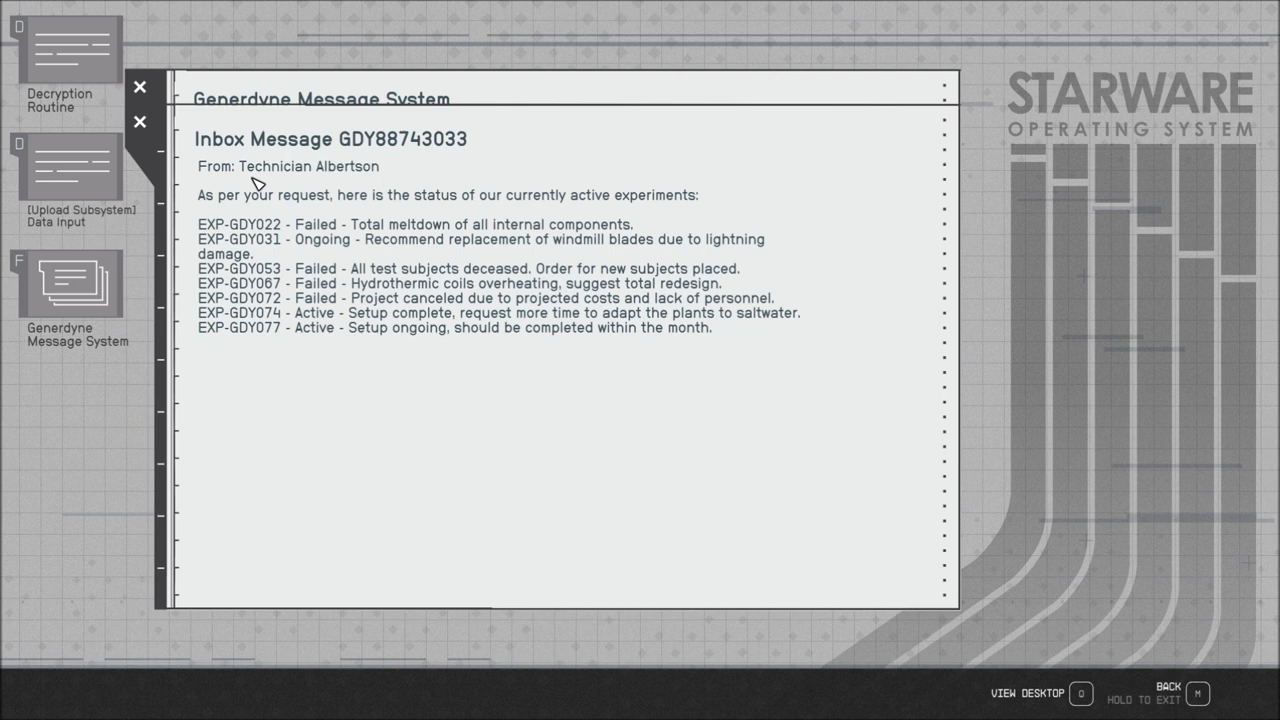 D
Decryption
Routine
D
[Upload Subsystem]
Data Input
F
Generdyne
Message System
Generdyne Message System
Inbox Message GDY88743033
From: Technician Albertson
As per your request, here is the status of our currently active experiments:
EXP-GDY022 - Failed - Total meltdown of all internal components.
EXP-GDY031 - Ongoing - Recommend replacement of windmill blades due to lightning
damage.
EXP-GDY053 - Failed - All test subjects deceased. Order for new subjects placed.
EXP-GDY067 - Failed - Hydrothermic coils overheating, suggest total redesign.
EXP-GDY072 - Failed - Project canceled due to projected costs and lack of personnel.
EXP-GDY074 - Active - Setup complete, request more time to adapt the plants to saltwater.
EXP-GDY077 - Active - Setup ongoing, should be completed within the month.
STARWARE
OPERATING SYSTEM
VIEW DESKTOP Q
BACK
HOLD TO EXIT M